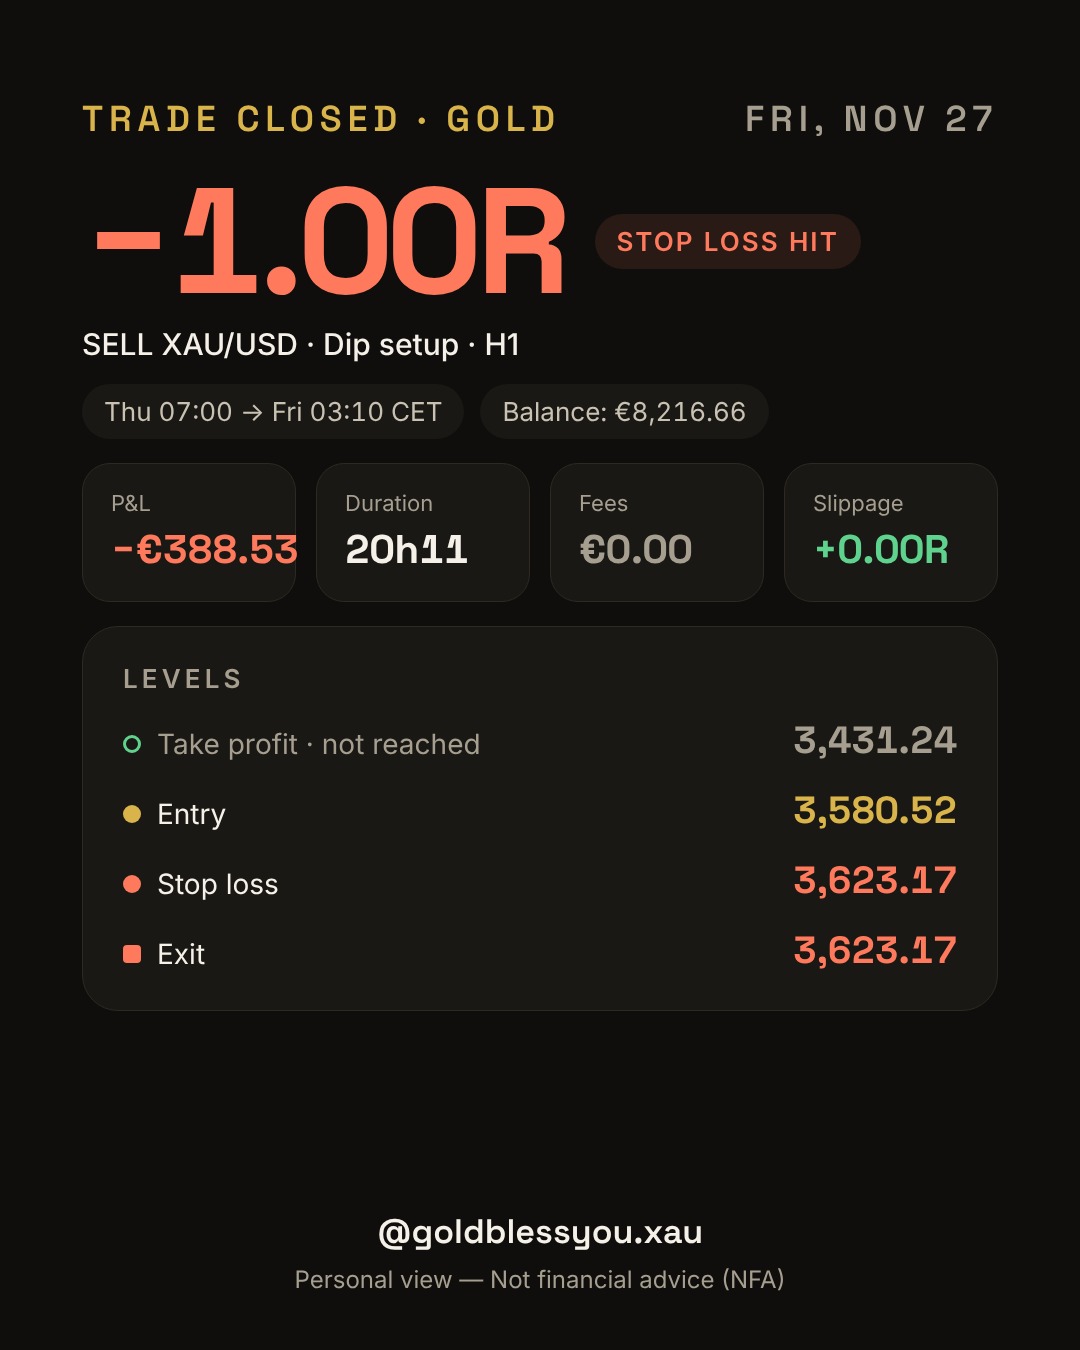 TRADE CLOSED · GOLD
FRI, NOV 27
−1.00R
STOP LOSS HIT
SELL XAU/USD · Dip setup · H1
Thu 07:00 → Fri 03:10 CET
Balance: €8,216.66
P&L
−€388.53
Duration
20h11
Fees
€0.00
Slippage
+0.00R
LEVELS
Take profit · not reached 3,431.24
Entry 3,580.52
Stop loss 3,623.17
Exit 3,623.17
@goldblessyou.xau
Personal view — Not financial advice (NFA)